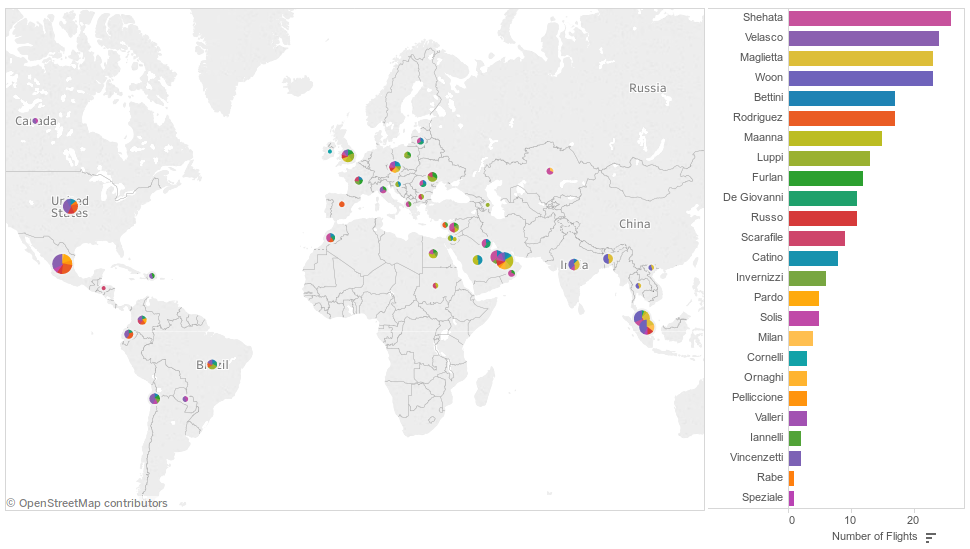 Russia
Canada
United
States
China
India
Brazil
© OpenStreetMap contributors
Shehata
Velasco
Maglietta
Woon
Bettini
Rodriguez
Maanna
Luppi
Furlan
De Giovanni
Russo
Scarafile
Catino
Invernizzi
Pardo
Solis
Milan
Cornelli
Ornaghi
Pelliccione
Valleri
Iannelli
Vincenzetti
Rabe
Speziale
0 10 20
Number of Flights